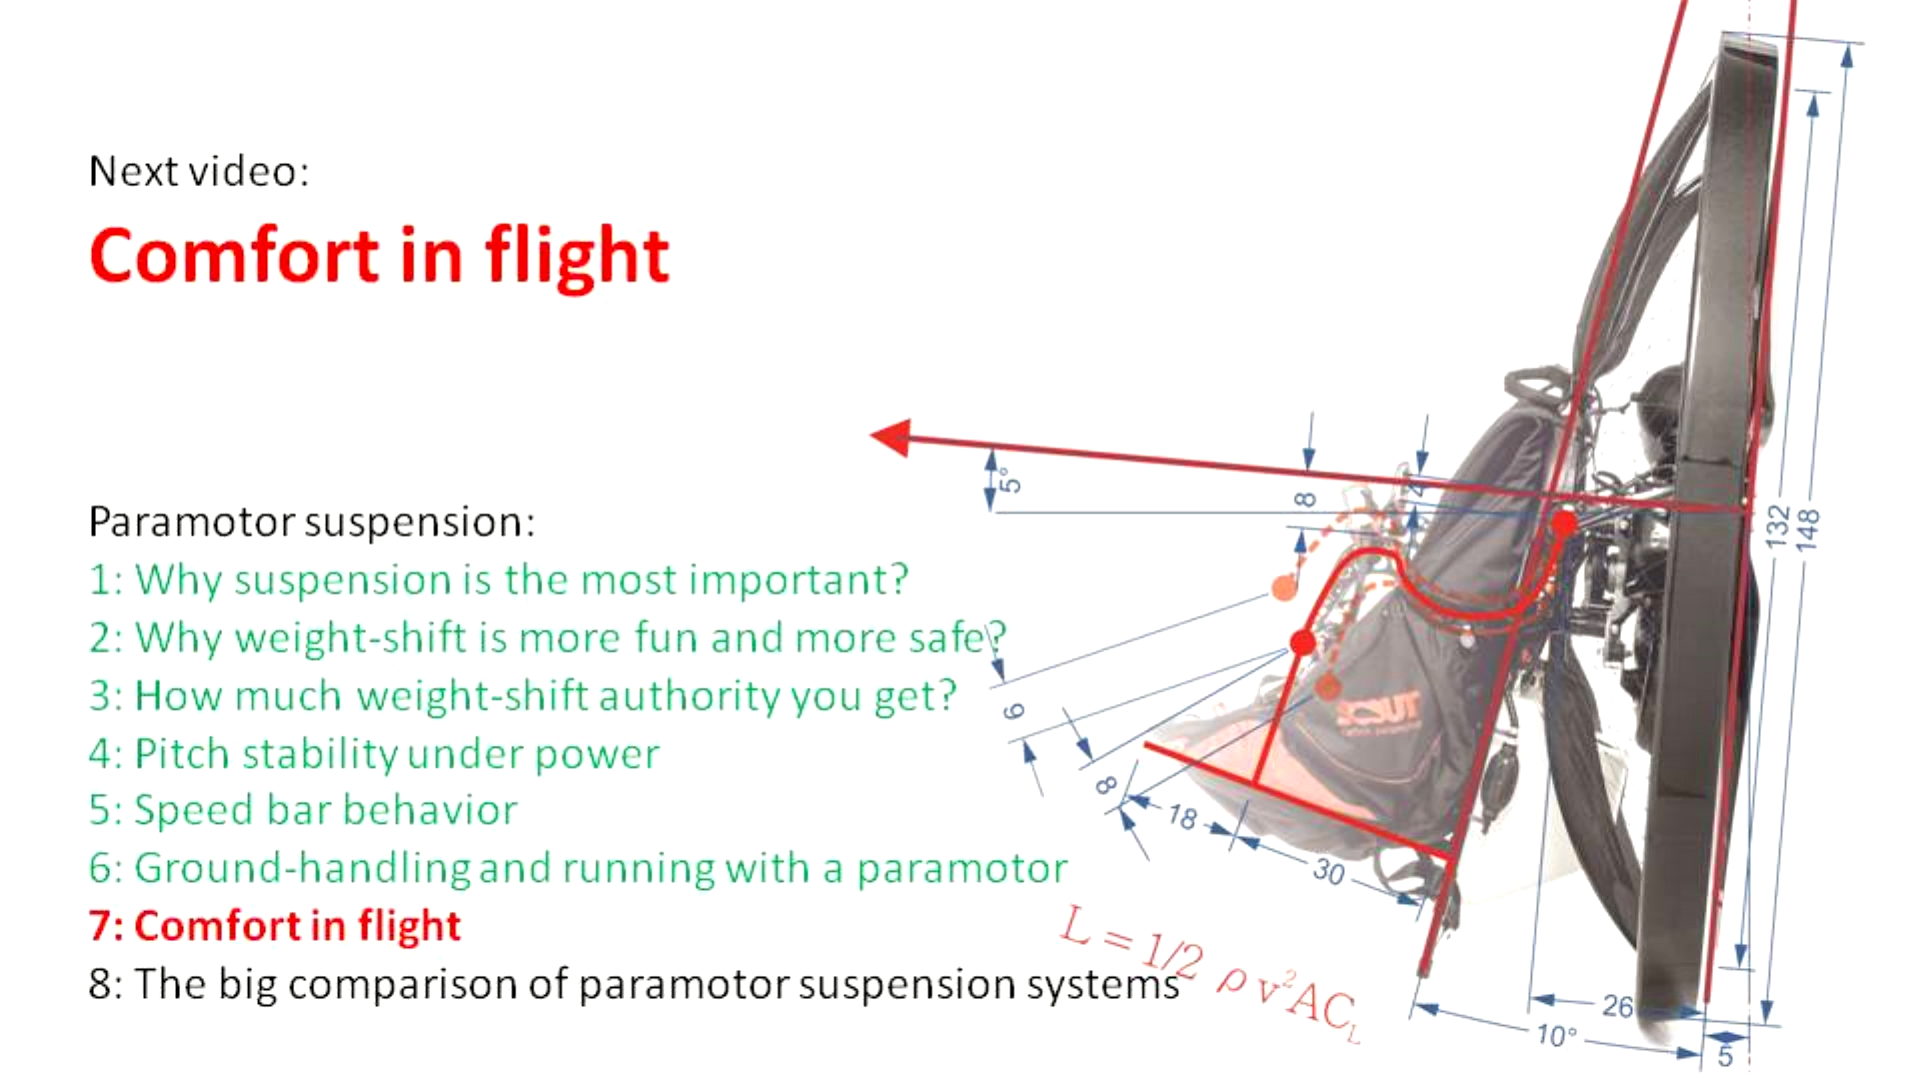 Next video:
Comfort in flight
Paramotor suspension:
1: Why suspension is the most important?
2: Why weight-shift is more fun and more safe?
3: How much weight-shift authority you get?
4: Pitch stability under power
5: Speed bar behavior
6: Ground-handling and running with a paramotor
7: Comfort in flight
8: The big comparison of paramotor suspension systems
5°
8
4
132
148
6
8
18
30
SCOUT
L = 1/2 ρ v²AC_L
26
10°
5